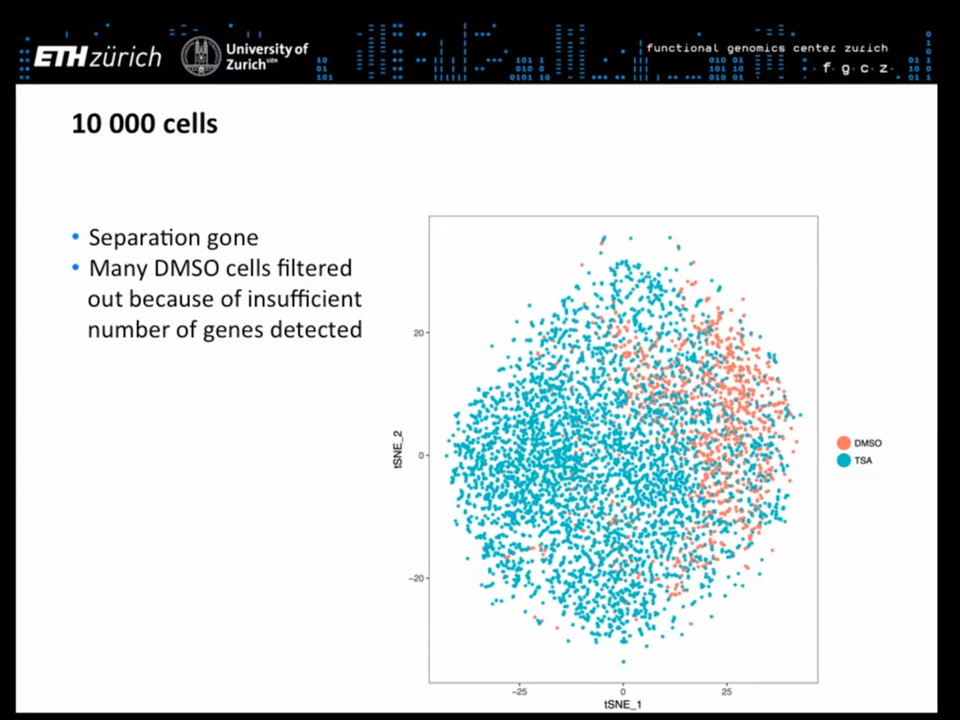 ETH zürich
University of
Zurich UZH
functional genomics center zurich
f g c z
10 000 cells
• Separation gone
• Many DMSO cells filtered
out because of insufficient
number of genes detected
20
0
−20
tSNE_2
−25 0 25
tSNE_1
DMSO
TSA